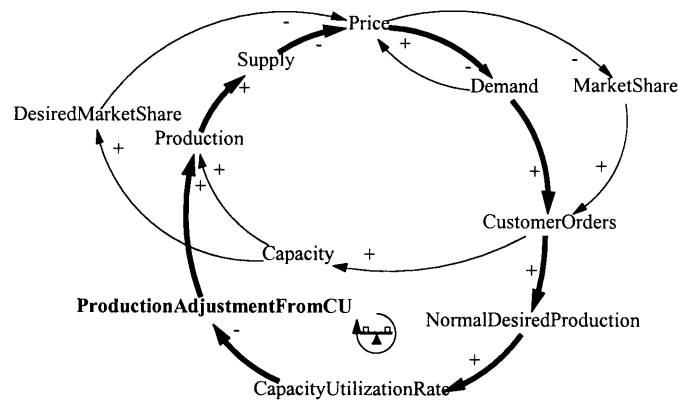 Price
Supply
Demand
MarketShare
DesiredMarketShare
Production
CustomerOrders
Capacity
ProductionAdjustmentFromCU
NormalDesiredProduction
CapacityUtilizationRate
-
-
+
-
-
+
+
+
+
+
+
+
+
+
-